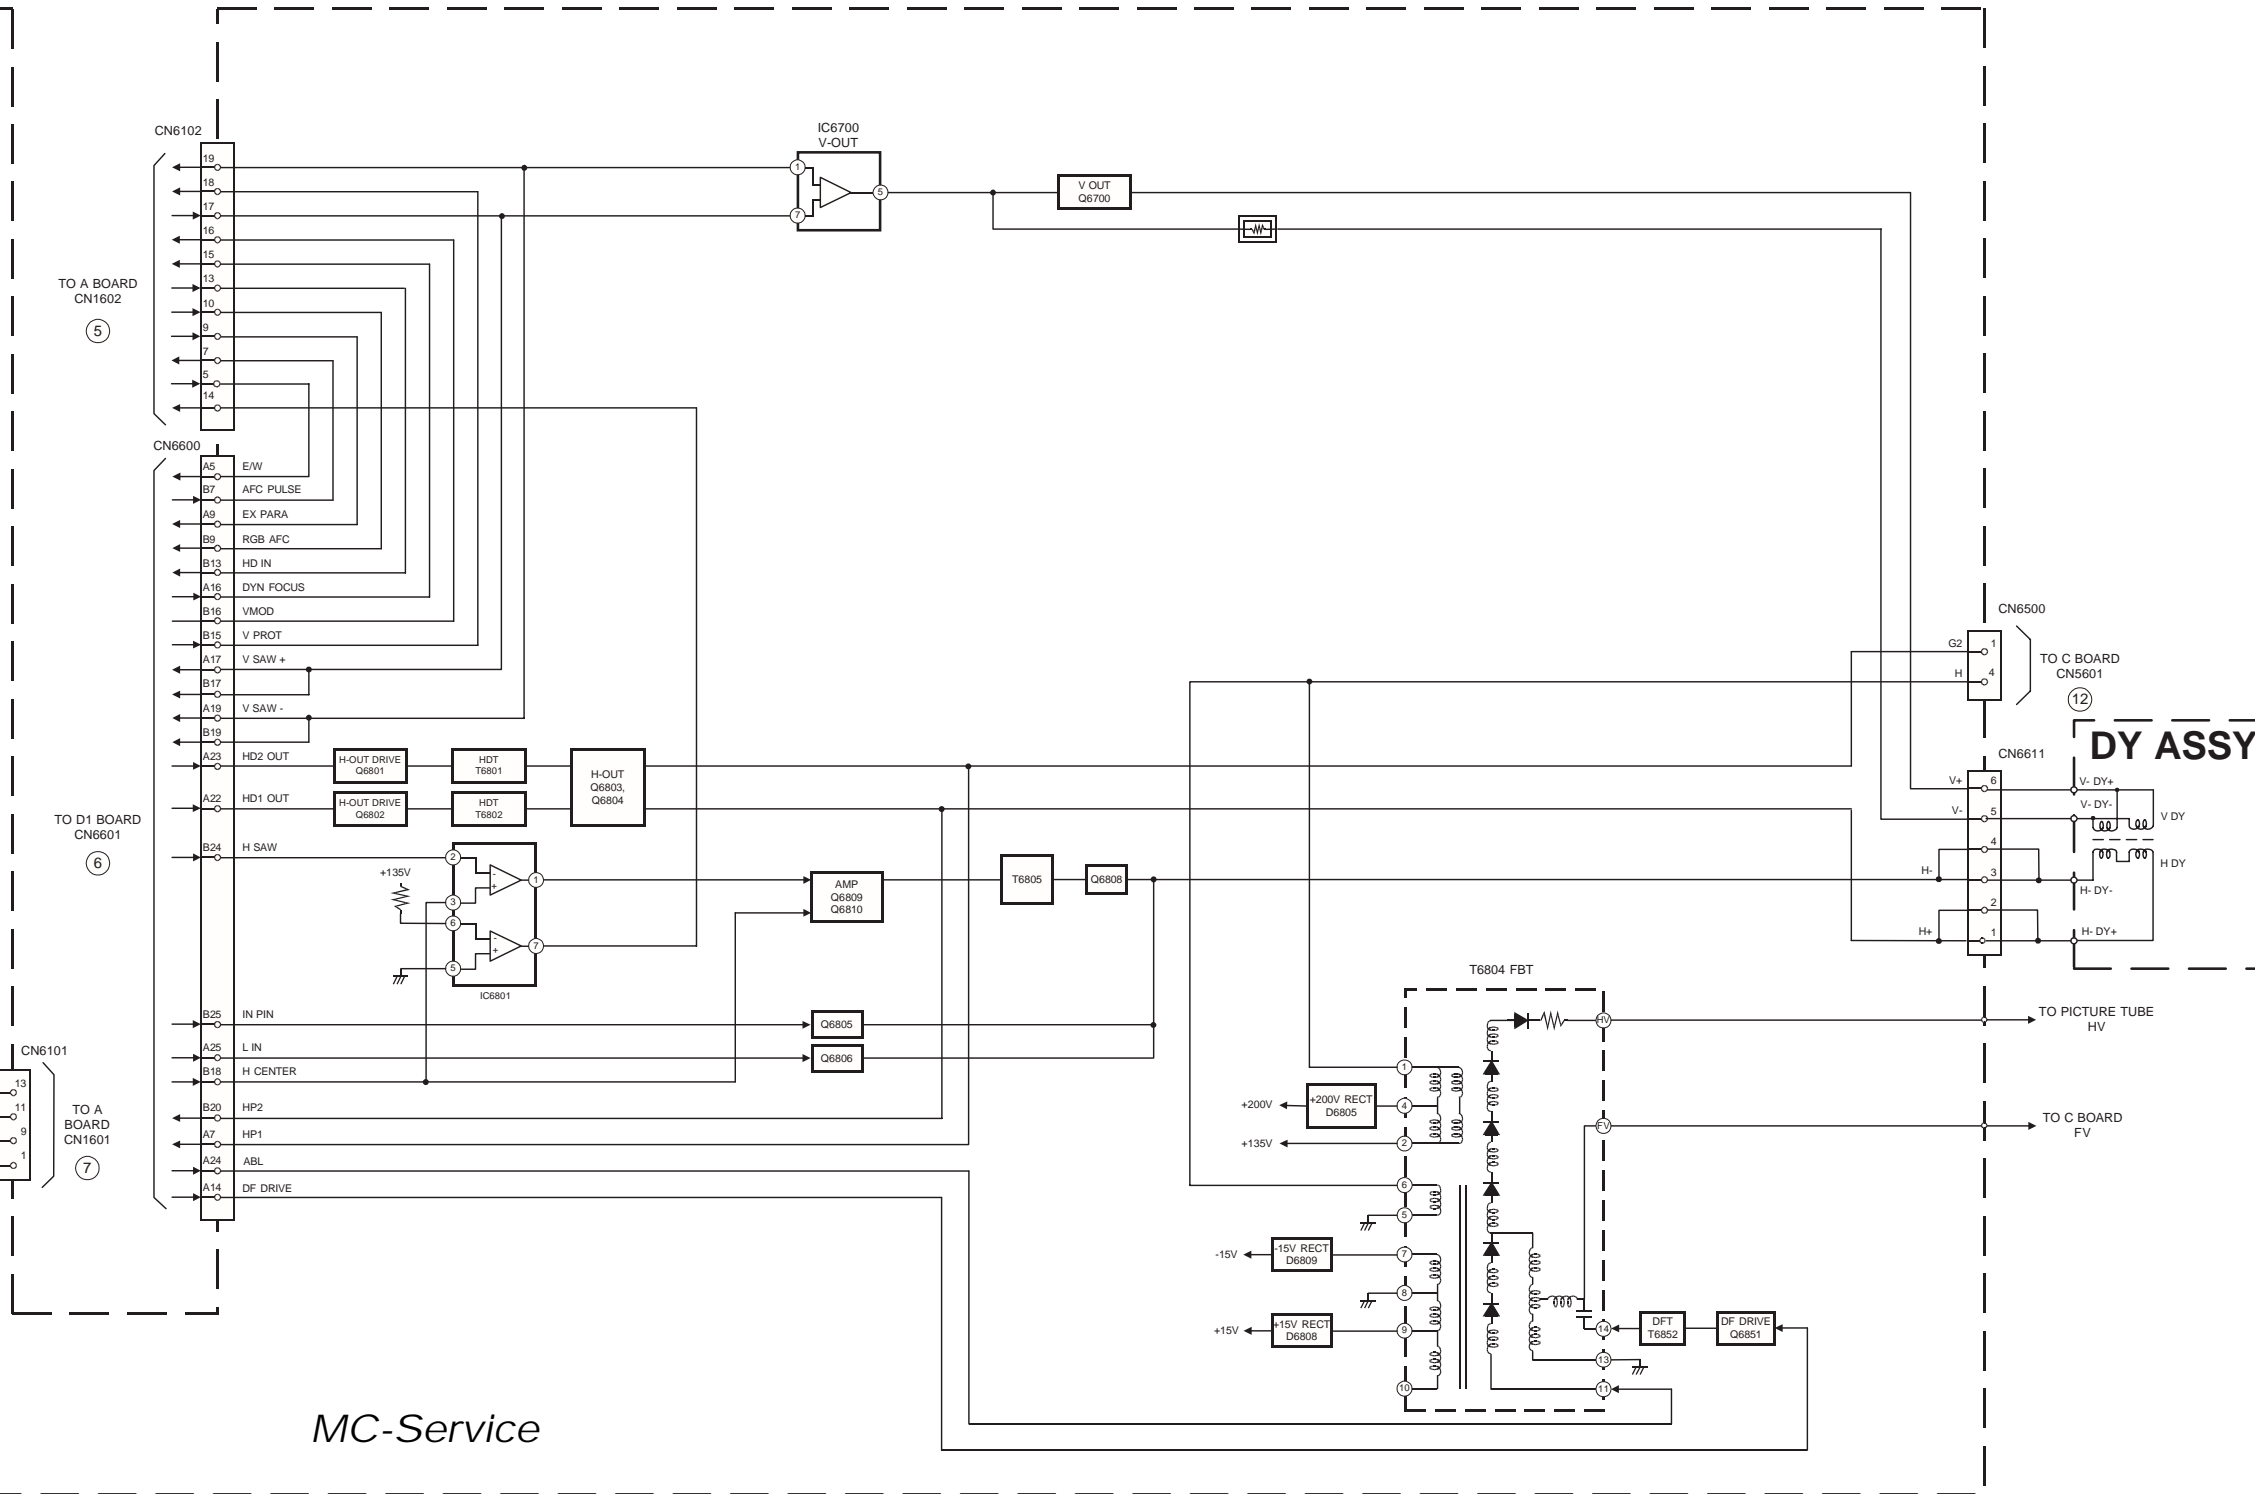 CN6102
19
18
17
16
15
13
10
9
7
5
14
TO A BOARD
CN1602
5
IC6700
V-OUT
1
7
5
V OUT
Q6700
CN6600
A5 E/W
B7 AFC PULSE
A9 EX PARA
B9 RGB AFC
B13 HD IN
A16 DYN FOCUS
B16 VMOD
B15 V PROT
A17 V SAW +
B17
A19 V SAW -
B19
A23 HD2 OUT
A22 HD1 OUT
B24 H SAW
B25 IN PIN
A25 L IN
B18 H CENTER
B20 HP2
A7 HP1
A24 ABL
A14 DF DRIVE
TO D1 BOARD
CN6601
6
H-OUT DRIVE
Q6801
HDT
T6801
H-OUT DRIVE
Q6802
HDT
T6802
H-OUT
Q6803,
Q6804
+135V
2
3
6
5
-
+
-
+
1
7
IC6801
AMP
Q6809
Q6810
T6805
Q6808
Q6805
Q6806
CN6500
G2 1
H 4
TO C BOARD
CN5601
12
CN6611
V+ 6
V- 5
4
H- 3
2
H+ 1
DY ASSY
V- DY+
V- DY-
V DY
H DY
H- DY-
H- DY+
CN6101
13
11
9
1
TO A
BOARD
CN1601
7
T6804 FBT
HV
TO PICTURE TUBE
HV
FV
TO C BOARD
FV
1
+200V
+200V RECT
D6805
4
+135V
2
6
5
-15V
-15V RECT
D6809
7
8
+15V
+15V RECT
D6808
9
10
14
13
11
DFT
T6852
DF DRIVE
Q6851
MC-Service